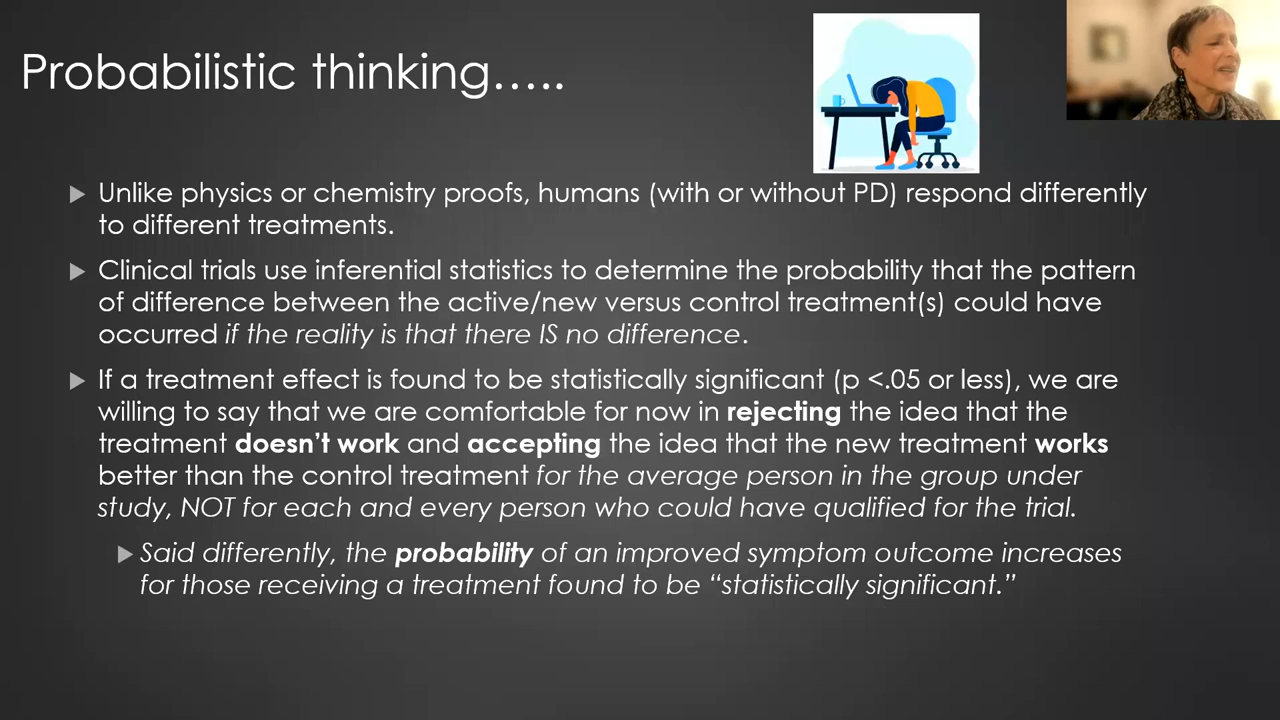 Probabilistic thinking…..
Unlike physics or chemistry proofs, humans (with or without PD) respond differently
to different treatments.
Clinical trials use inferential statistics to determine the probability that the pattern
of difference between the active/new versus control treatment(s) could have
occurred if the reality is that there IS no difference.
If a treatment effect is found to be statistically significant (p <.05 or less), we are
willing to say that we are comfortable for now in rejecting the idea that the
treatment doesn’t work and accepting the idea that the new treatment works
better than the control treatment for the average person in the group under
study, NOT for each and every person who could have qualified for the trial.
Said differently, the probability of an improved symptom outcome increases
for those receiving a treatment found to be “statistically significant.”